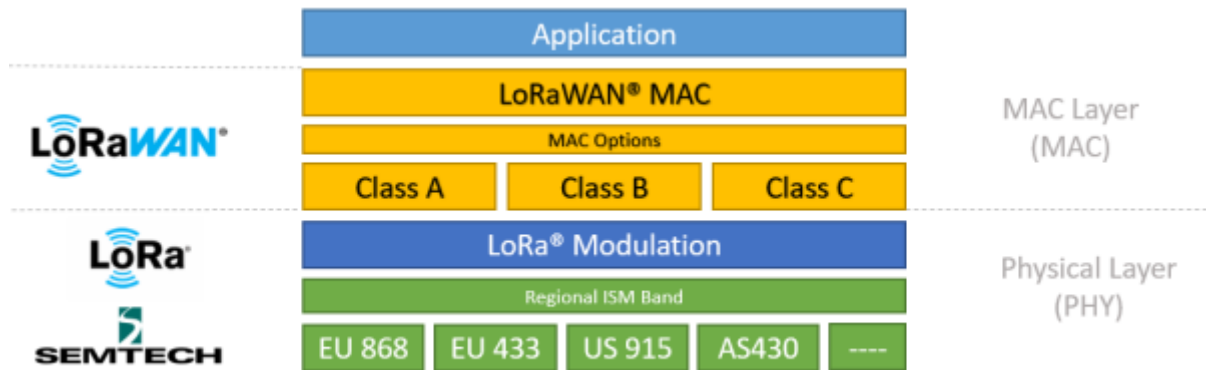 Application
LoRaWAN® MAC
MAC Options
Class A Class B Class C
LoRaWAN®
MAC Layer
(MAC)
LoRa® Modulation
Regional ISM Band
EU 868 EU 433 US 915 AS430 ----
LoRa®
SEMTECH
Physical Layer
(PHY)